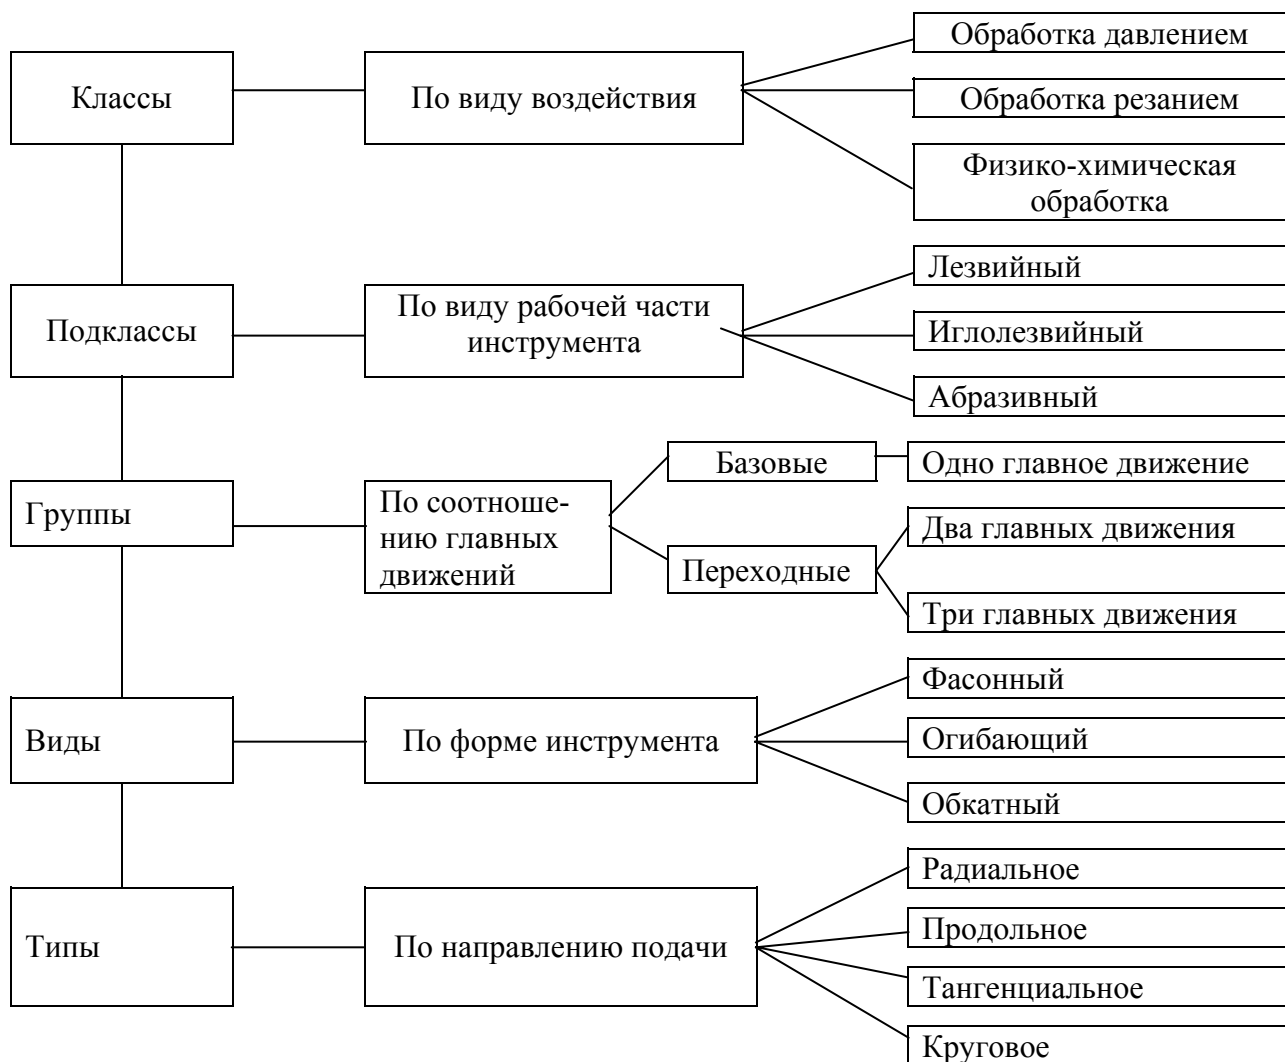 Классы
По виду воздействия
Обработка давлением
Обработка резанием
Физико-химическая
обработка
Подклассы
По виду рабочей части
инструмента
Лезвийный
Иглолезвийный
Абразивный
Группы
По соотноше-
нию главных
движений
Базовые
Одно главное движение
Переходные
Два главных движения
Три главных движения
Виды
По форме инструмента
Фасонный
Огибающий
Обкатный
Типы
По направлению подачи
Радиальное
Продольное
Тангенциальное
Круговое